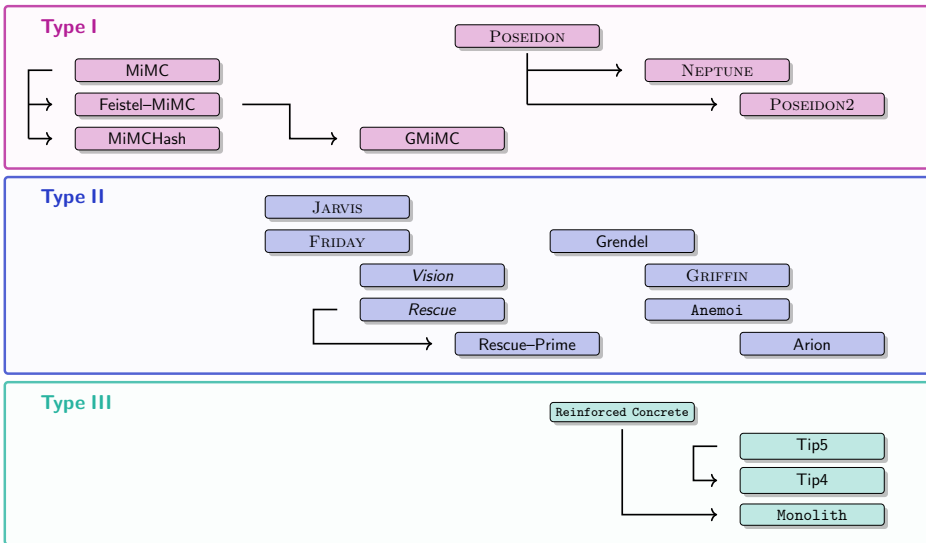 Type I
POSEIDON
MiMC
NEPTUNE
Feistel–MiMC
POSEIDON2
MiMCHash
GMiMC
Type II
JARVIS
FRIDAY
Grendel
Vision
GRIFFIN
Rescue
Anemoi
Rescue–Prime
Arion
Type III
Reinforced Concrete
Tip5
Tip4
Monolith